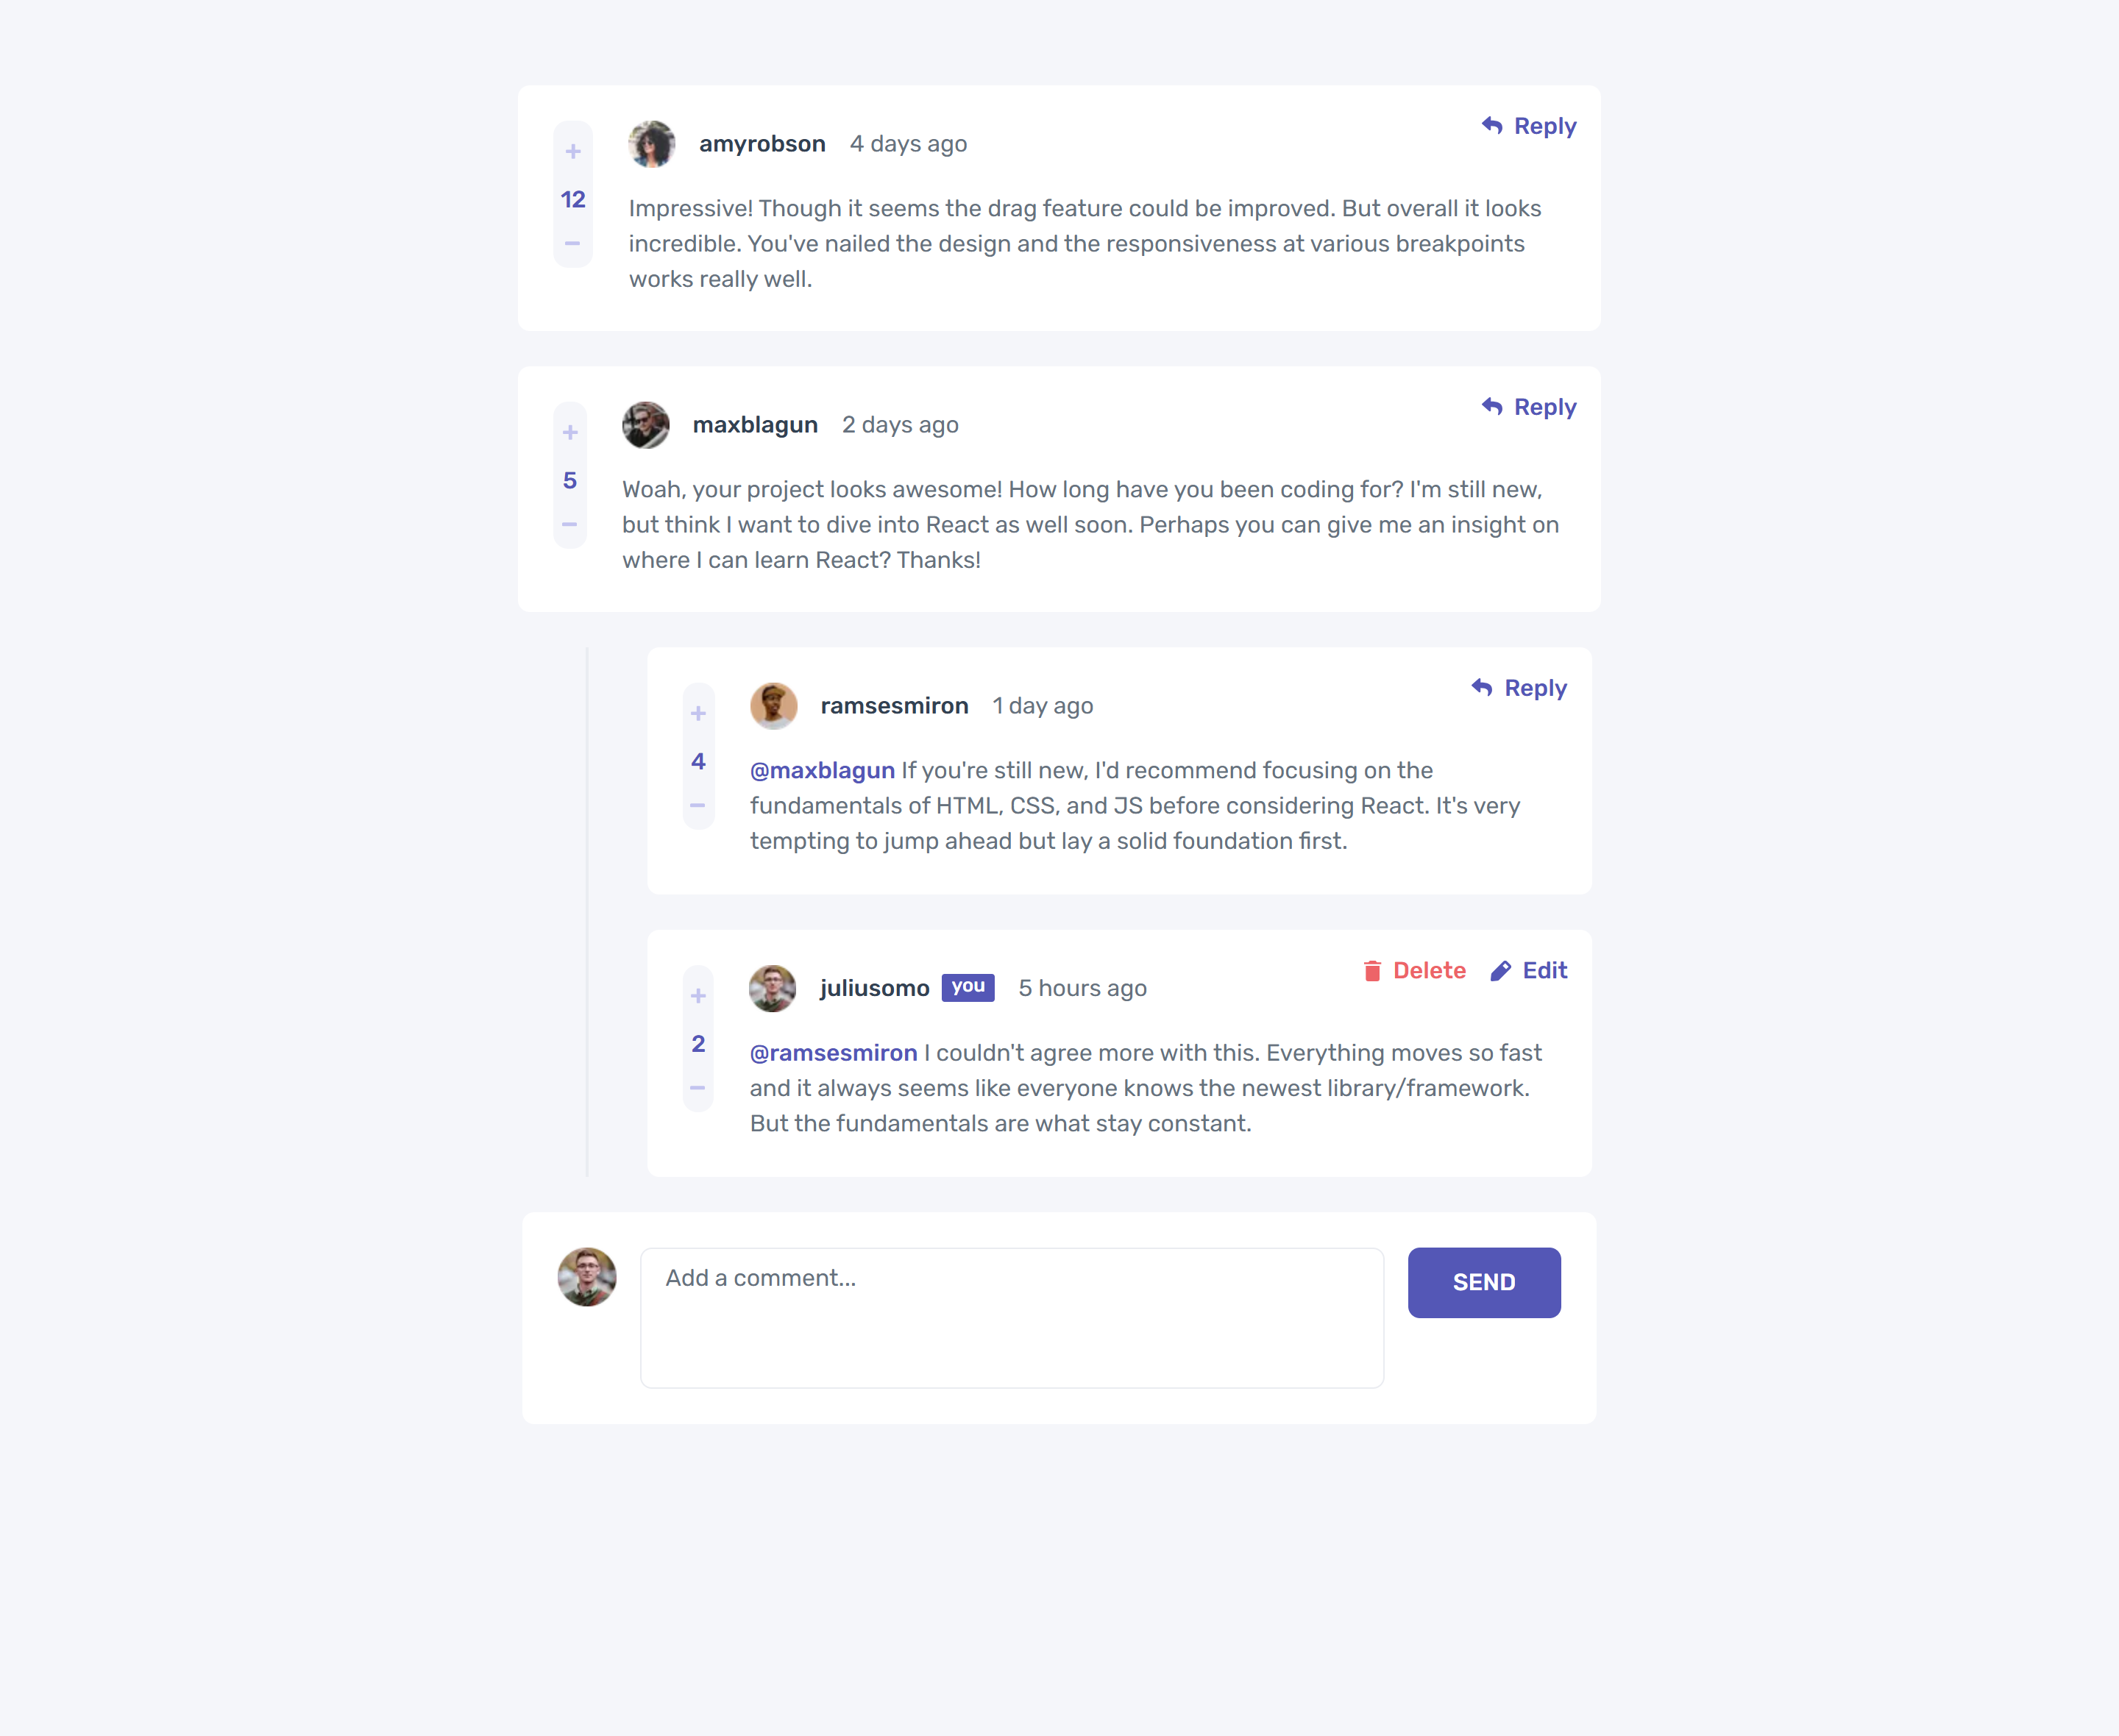 +
12
−
amyrobson 4 days ago
Reply
Impressive! Though it seems the drag feature could be improved. But overall it looks
incredible. You've nailed the design and the responsiveness at various breakpoints
works really well.
+
5
−
maxblagun 2 days ago
Reply
Woah, your project looks awesome! How long have you been coding for? I'm still new,
but think I want to dive into React as well soon. Perhaps you can give me an insight on
where I can learn React? Thanks!
+
4
−
ramsesmiron 1 day ago
Reply
@maxblagun If you're still new, I'd recommend focusing on the
fundamentals of HTML, CSS, and JS before considering React. It's very
tempting to jump ahead but lay a solid foundation first.
+
2
−
juliusomo you 5 hours ago
Delete Edit
@ramsesmiron I couldn't agree more with this. Everything moves so fast
and it always seems like everyone knows the newest library/framework.
But the fundamentals are what stay constant.
Add a comment...
SEND